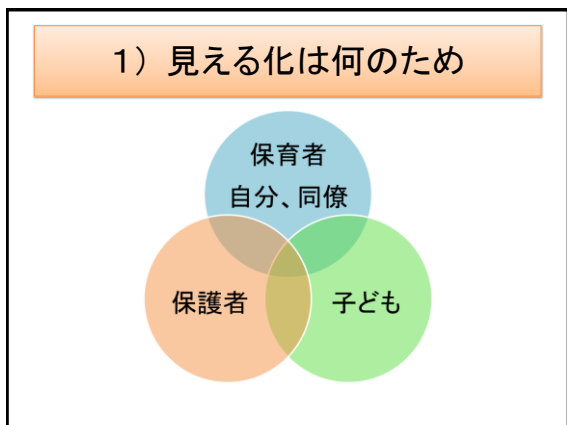 1）見える化は何のため
保育者
自分、同僚
保護者
子ども